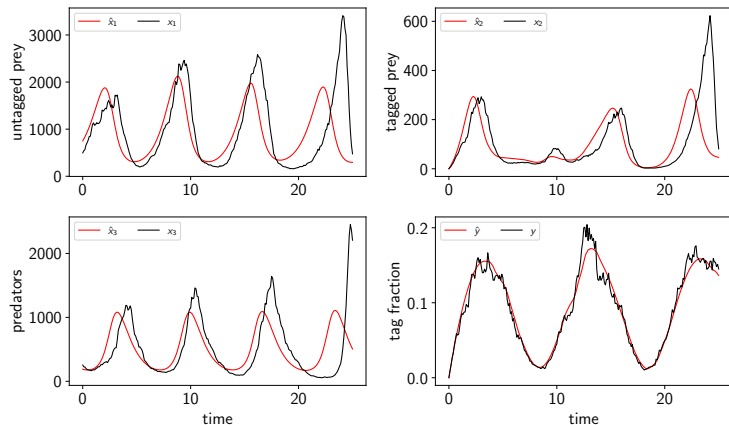 x̂₁ x₁
untagged prey
3000
2000
1000
0
0 10 20
x̂₂ x₂
tagged prey
600
400
200
0
0 10 20
x̂₃ x₃
predators
2000
1000
0
0 10 20
time
ŷ y
tag fraction
0.2
0.1
0.0
0 10 20
time